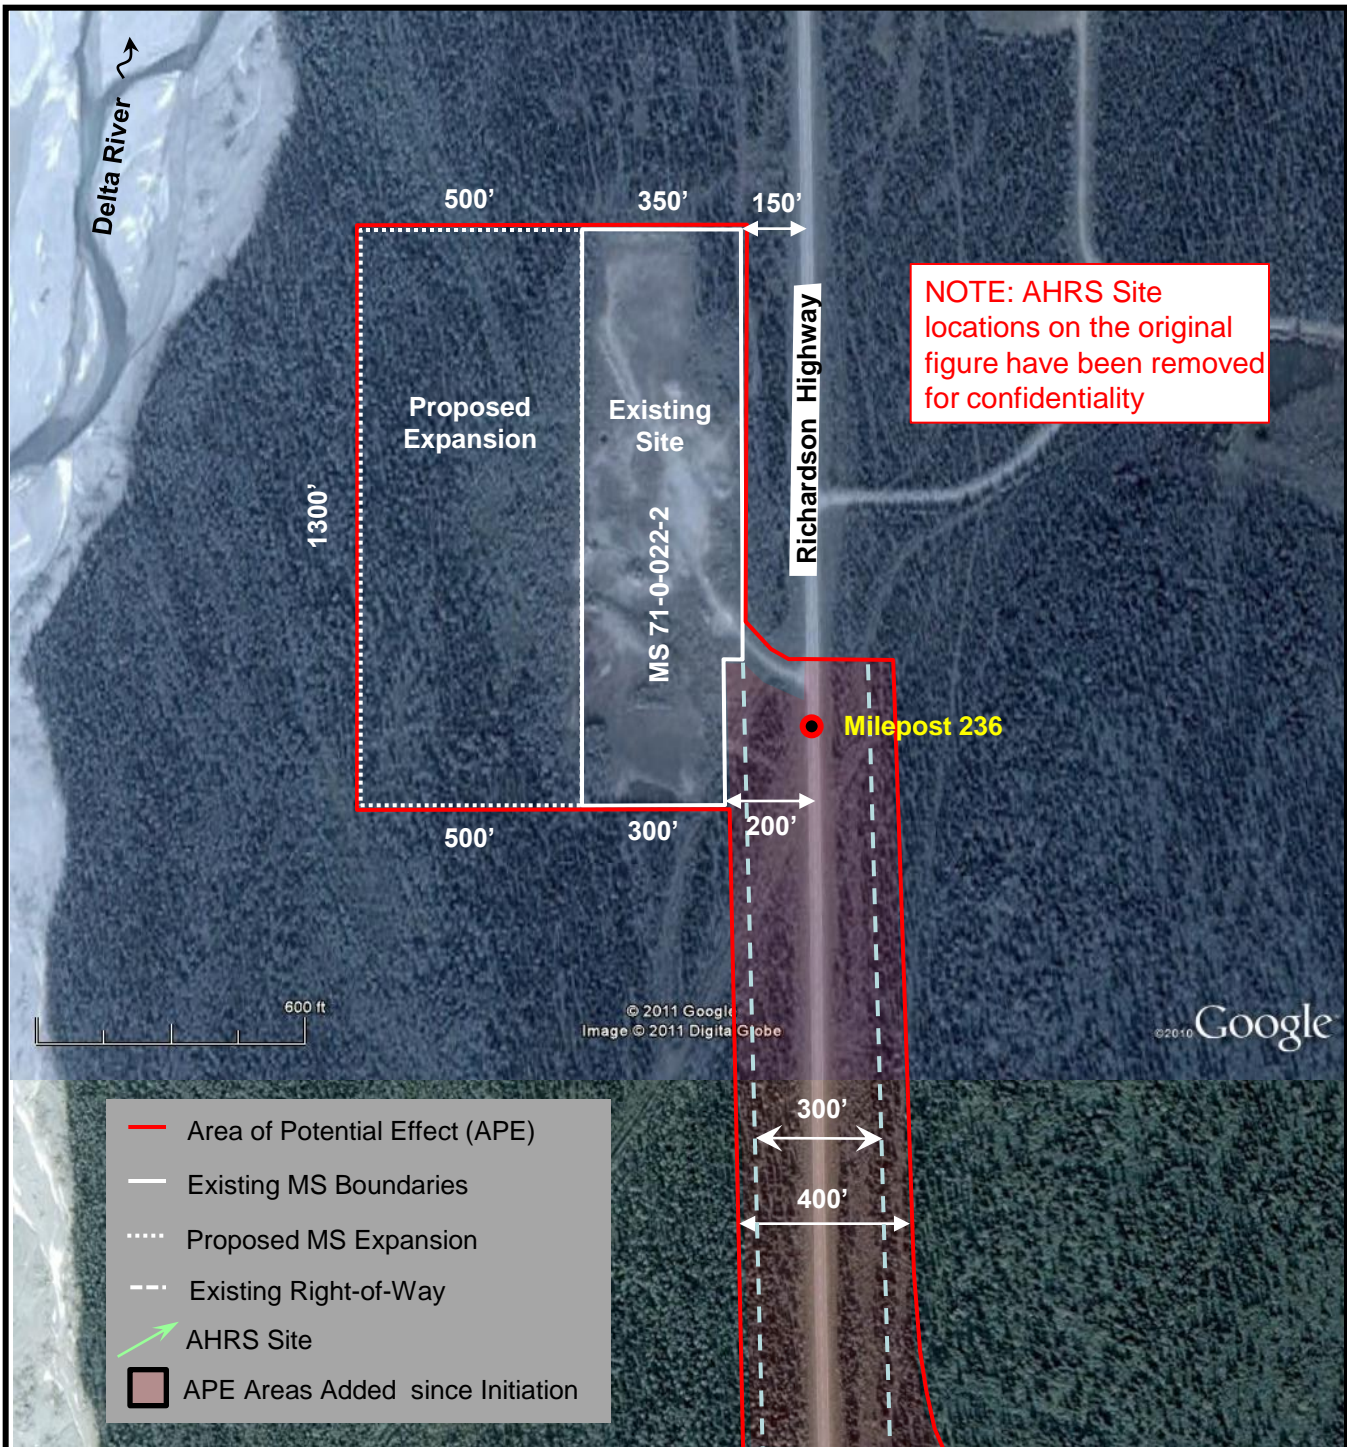 Delta River
500’
350’
150’
NOTE: AHRS Site
locations on the original
figure have been removed
for confidentiality
Richardson Highway
Proposed
Expansion
Existing
Site
1300’
MS 71-0-022-2
Milepost 236
500’
300’
200’
600 ft
© 2011 Google
Image © 2011 DigitalGlobe
©2010 Google
300’
400’
Area of Potential Effect (APE)
Existing MS Boundaries
Proposed MS Expansion
Existing Right-of-Way
AHRS Site
APE Areas Added since Initiation